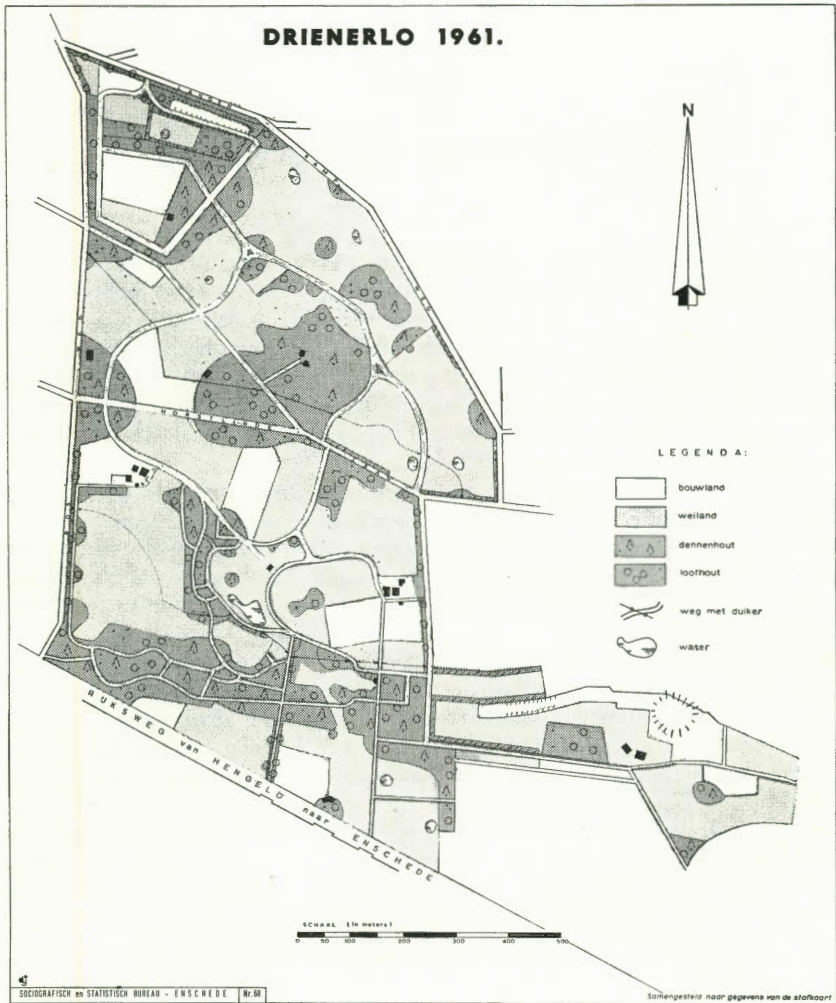 DRIENERLO 1961.
N
HORSTLINDE
LEGENDA:
bouwland
weiland
dennenhout
loofhout
weg met duiker
water
RIJKSWEG van HENGELO naar ENSCHEDE
SCHAAL (in meters)
0 50 100 200 300 400 500
SOCIOGRAFISCH en STATISTISCH BUREAU - ENSCHEDE Nr.68
Samengesteld naar gegevens van de stafkaart